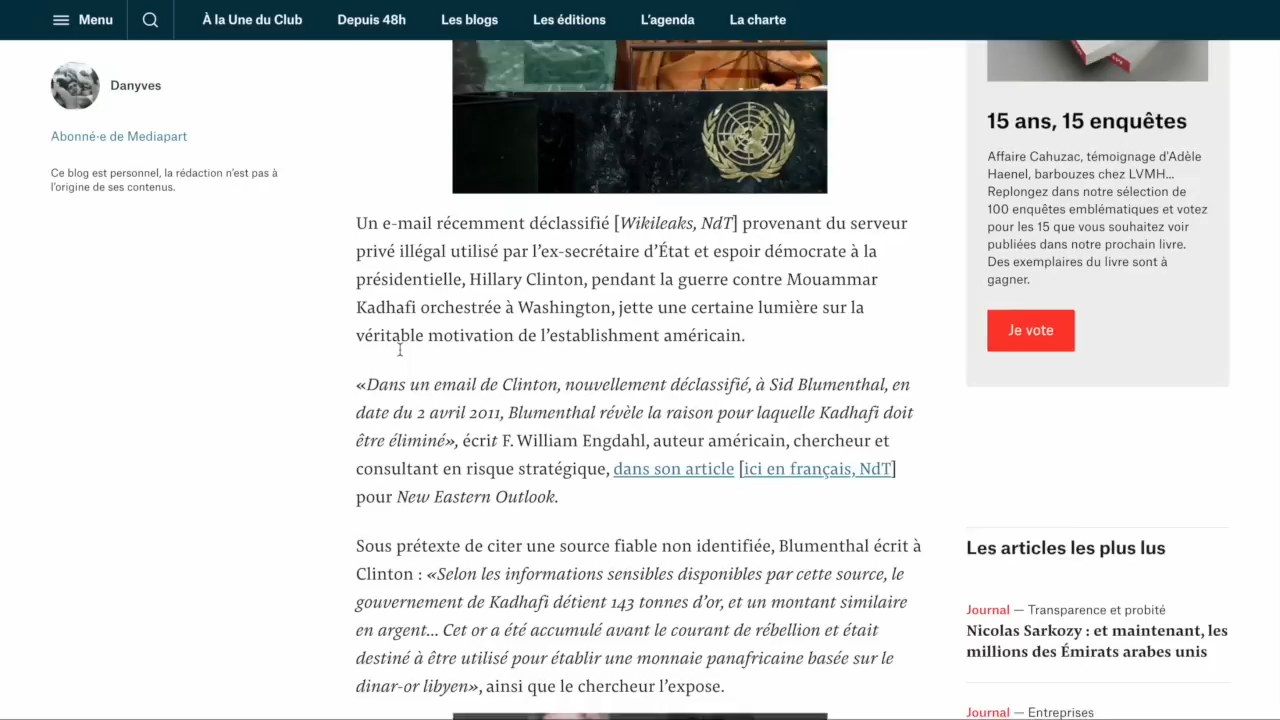 Menu
À la Une du Club
Depuis 48h
Les blogs
Les éditions
L’agenda
La charte
Danyves
Abonné·e de Mediapart
Ce blog est personnel, la rédaction n’est pas à
l’origine de ses contenus.
Un e-mail récemment déclassifié [Wikileaks, NdT] provenant du serveur
privé illégal utilisé par l’ex-secrétaire d’État et espoir démocrate à la
présidentielle, Hillary Clinton, pendant la guerre contre Mouammar
Kadhafi orchestrée à Washington, jette une certaine lumière sur la
véritable motivation de l’establishment américain.
«Dans un email de Clinton, nouvellement déclassifié, à Sid Blumenthal, en
date du 2 avril 2011, Blumenthal révèle la raison pour laquelle Kadhafi doit
être éliminé», écrit F. William Engdahl, auteur américain, chercheur et
consultant en risque stratégique, dans son article [ici en français, NdT]
pour New Eastern Outlook.
Sous prétexte de citer une source fiable non identifiée, Blumenthal écrit à
Clinton : «Selon les informations sensibles disponibles par cette source, le
gouvernement de Kadhafi détient 143 tonnes d’or, et un montant similaire
en argent… Cet or a été accumulé avant le courant de rébellion et était
destiné à être utilisé pour établir une monnaie panafricaine basée sur le
dinar-or libyen», ainsi que le chercheur l’expose.
15 ans, 15 enquêtes
Affaire Cahuzac, témoignage d’Adèle
Haenel, barbouzes chez LVMH…
Replongez dans notre sélection de
100 enquêtes emblématiques et votez
pour les 15 que vous souhaitez voir
publiées dans notre prochain livre.
Des exemplaires du livre sont à
gagner.
Je vote
Les articles les plus lus
Journal — Transparence et probité
Nicolas Sarkozy : et maintenant, les
millions des Émirats arabes unis
Journal — Entreprises